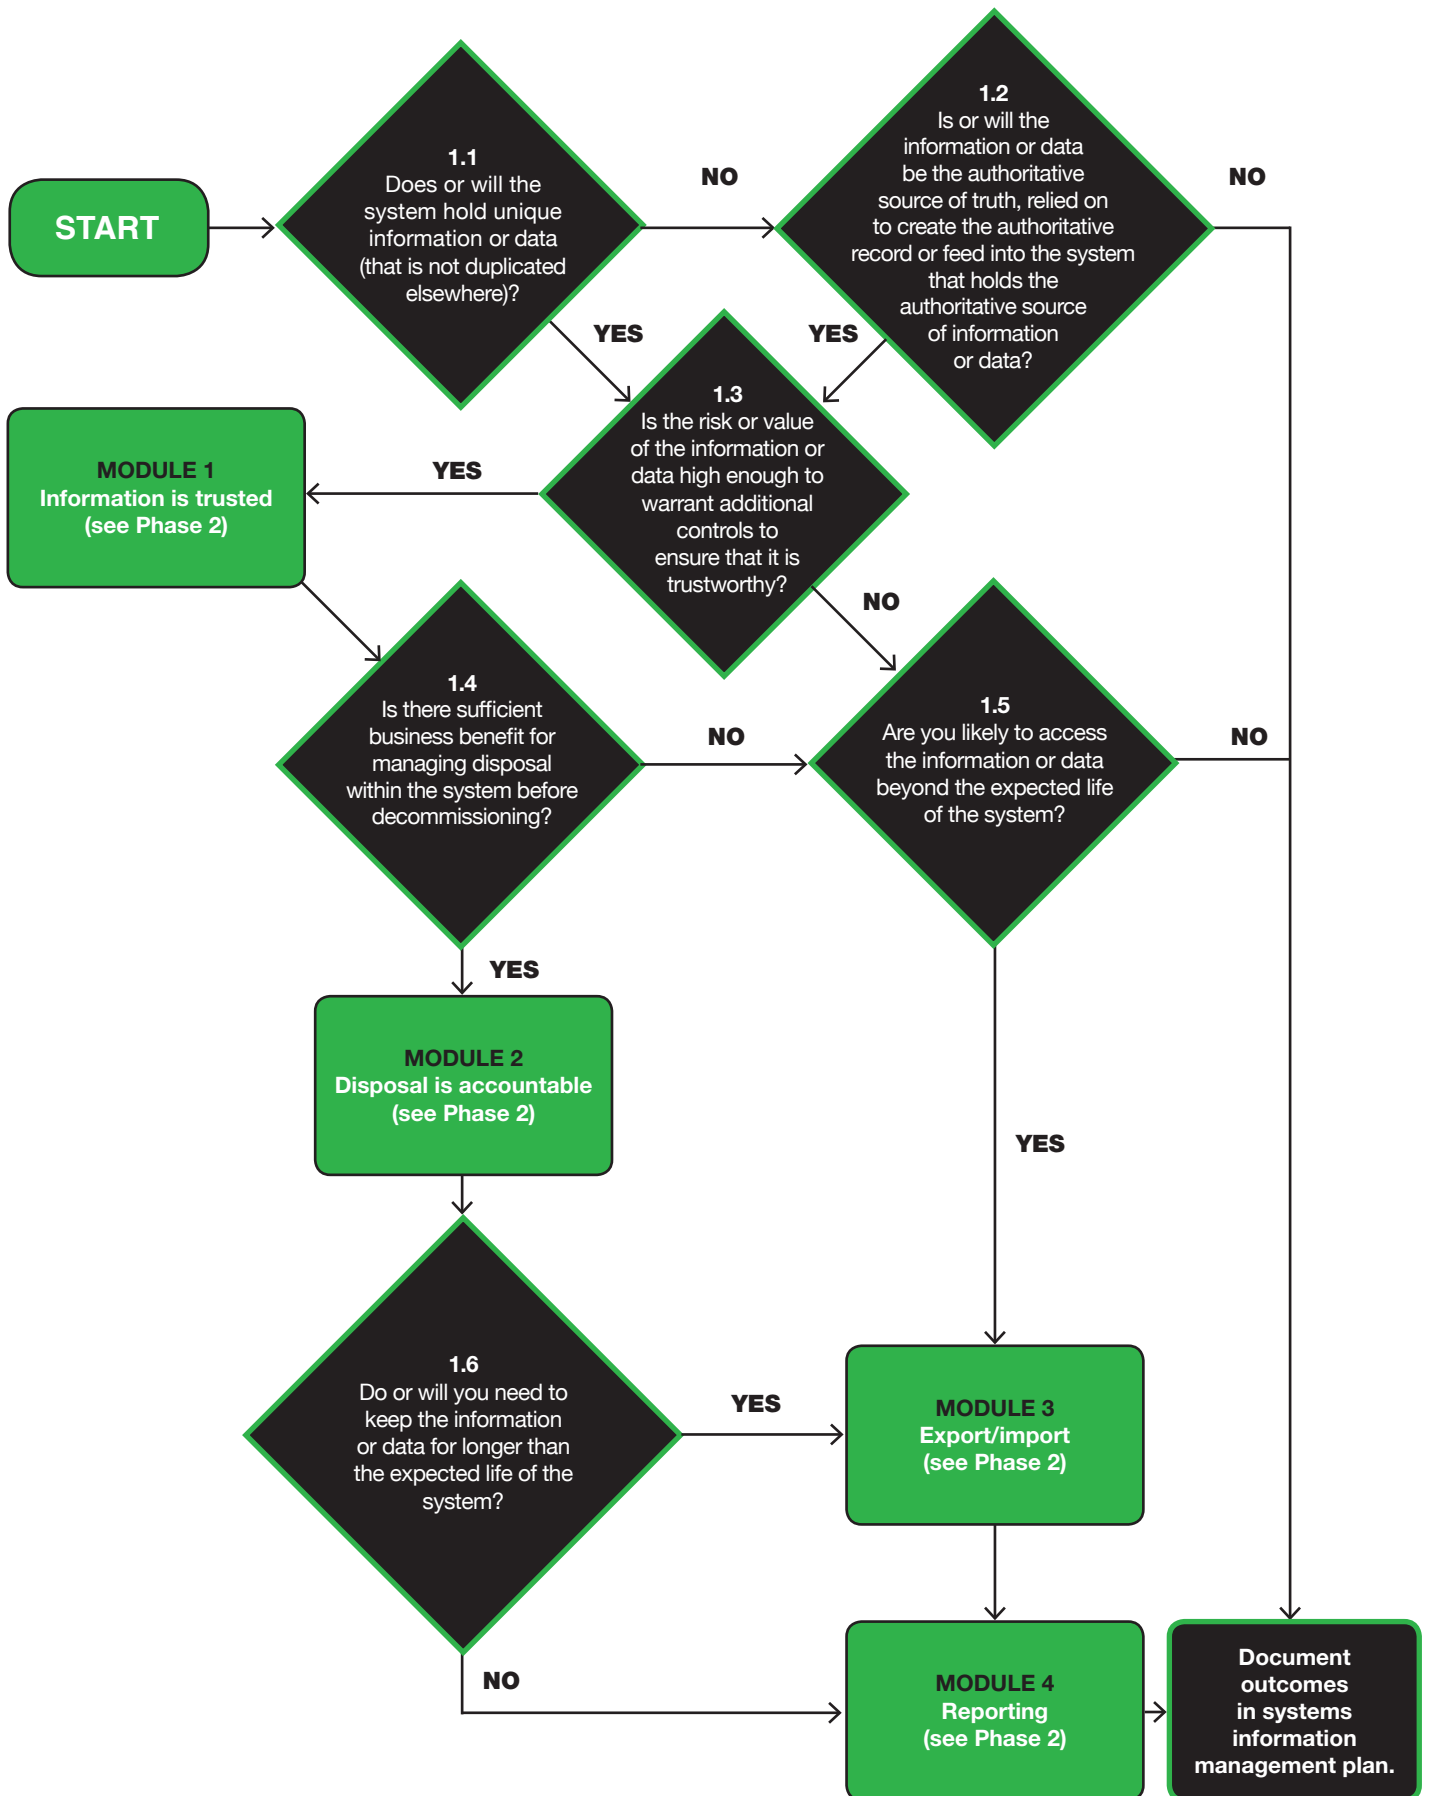 START
1.1
Does or will the
system hold unique
information or data
(that is not duplicated
elsewhere)?
NO
1.2
Is or will the
information or data
be the authoritative
source of truth, relied on
to create the authoritative
record or feed into the system
that holds the
authoritative source
of information
or data?
NO
YES
YES
1.3
Is the risk or value
of the information or
data high enough to
warrant additional
controls to
ensure that it is
trustworthy?
YES
MODULE 1
Information is trusted
(see Phase 2)
NO
1.4
Is there sufficient
business benefit for
managing disposal
within the system before
decommissioning?
NO
1.5
Are you likely to access
the information or data
beyond the expected life
of the system?
NO
YES
MODULE 2
Disposal is accountable
(see Phase 2)
YES
1.6
Do or will you need to
keep the information
or data for longer than
the expected life of the
system?
YES
MODULE 3
Export/import
(see Phase 2)
NO
MODULE 4
Reporting
(see Phase 2)
Document
outcomes
in systems
information
management plan.